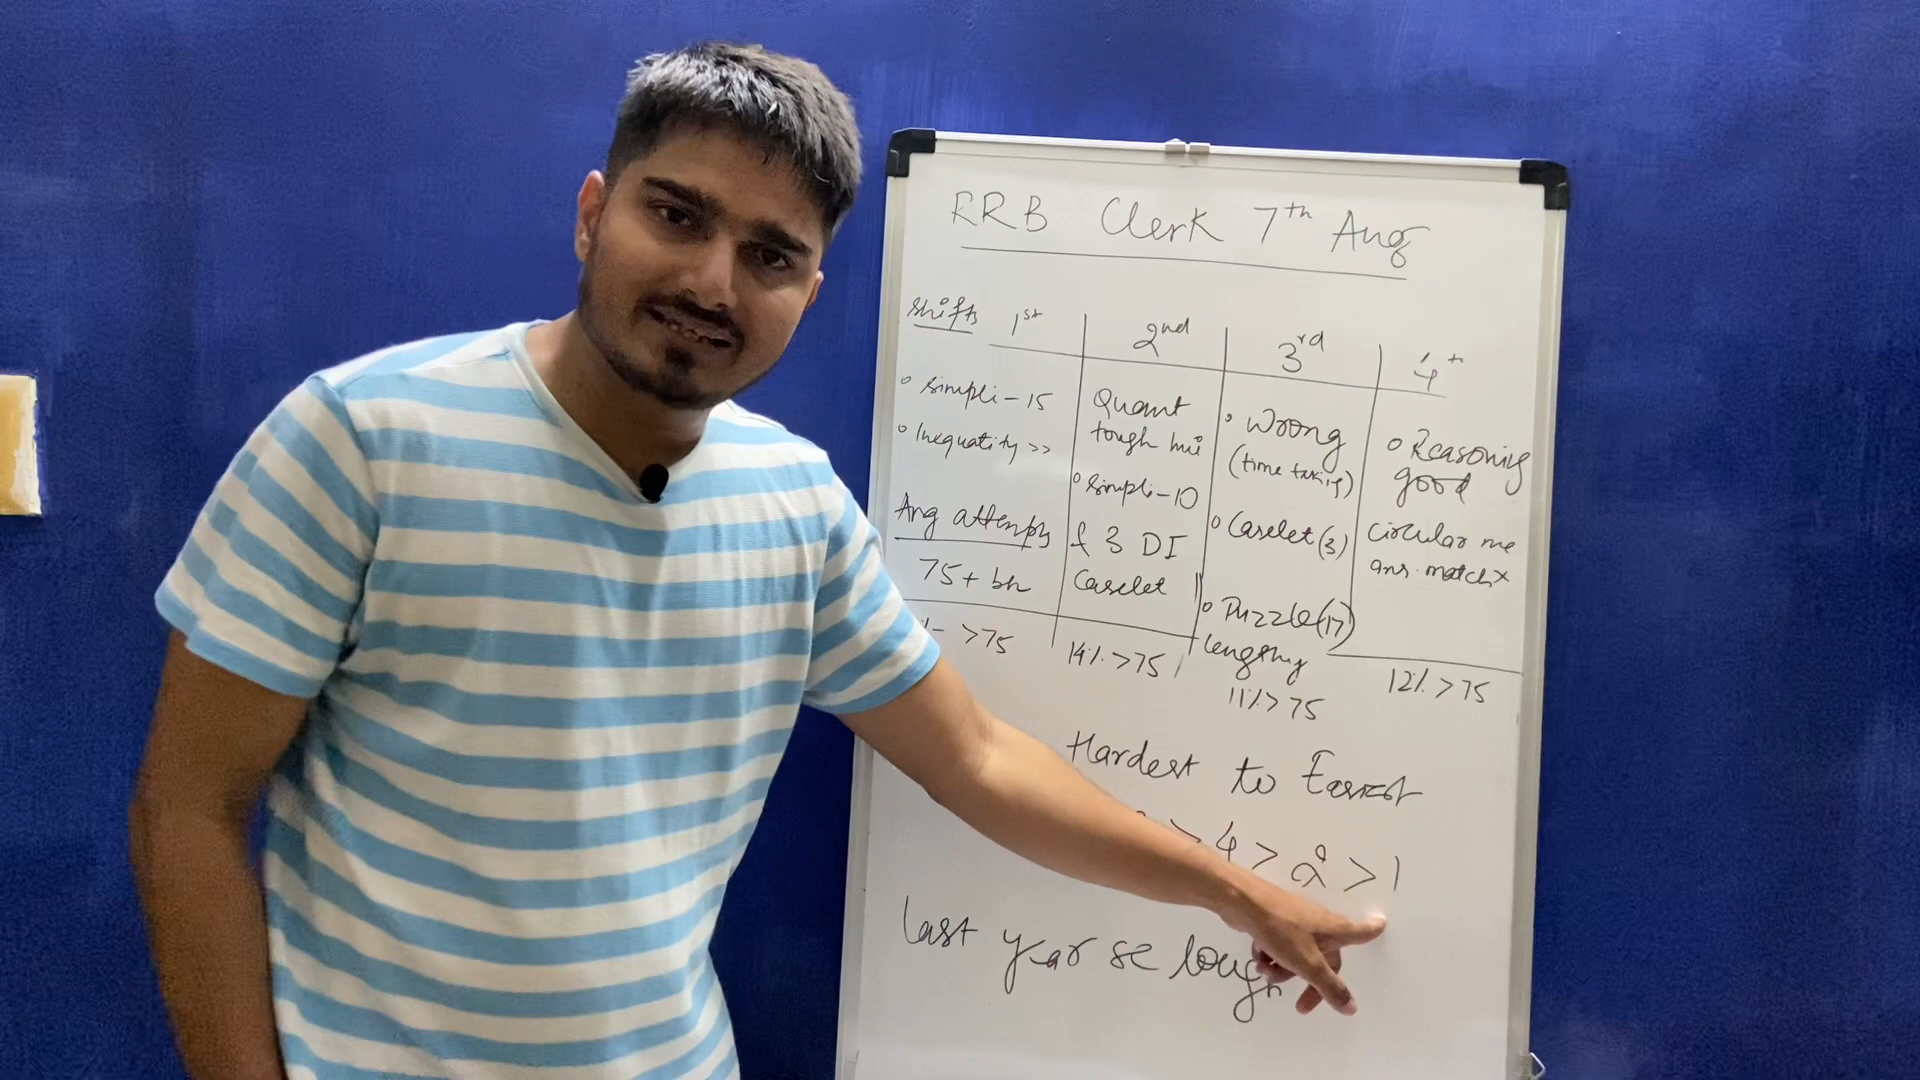 RRB Clerk 7th Aug
Shifts 1st
simpli-15
Inequality >>
Avg attempts
75+ bh
>75
2nd
Quant
tough hui
simpli-10
& 3 DI
Caselet
14% >75
3rd
Wrong
(time taking)
Caselet (3)
Puzzle (17)
lengthy
11% >75
4th
Reasoning
good
Circular me
ans. match x
12% >75
Hardest to Easiest
> 4 > 2 > 1
last year se tough